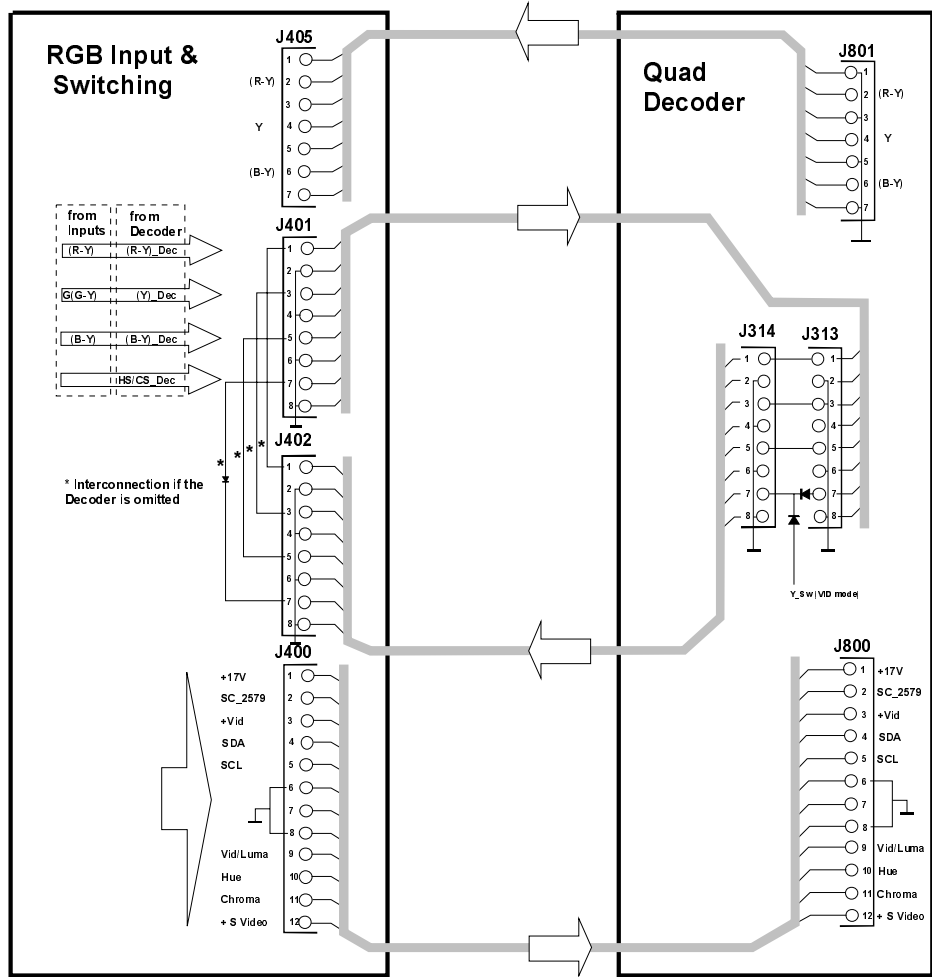 RGB Input &
Switching
Quad
Decoder
J405
1
2
3
4
5
6
7
(R-Y)
Y
(B-Y)
J801
1
2
3
4
5
6
7
(R-Y)
Y
(B-Y)
from
Inputs
from
Decoder
(R-Y) (R-Y)_Dec
G(G-Y) (Y)_Dec
(B-Y) (B-Y)_Dec
HS/CS_Dec
J401
1
2
3
4
5
6
7
8
* * * *
* Interconnection if the
Decoder is omitted
J402
1
2
3
4
5
6
7
8
J314
1
2
3
4
5
6
7
8
J313
1
2
3
4
5
6
7
8
Y_Sw(VID mode)
J400
+17V 1
SC_2579 2
+Vid 3
SDA 4
SCL 5
6
7
8
Vid/Luma 9
Hue 10
Chroma 11
+ S Video 12
J800
1 +17V
2 SC_2579
3 +Vid
4 SDA
5 SCL
6
7
8
9 Vid/Luma
10 Hue
11 Chroma
12 + S Video